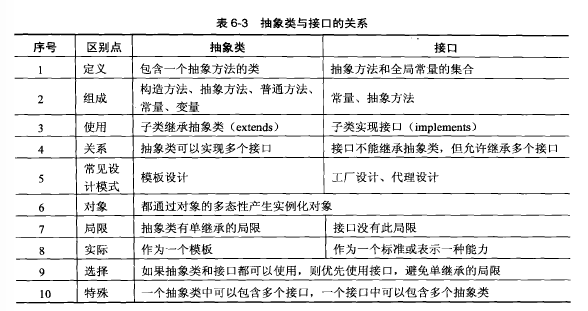 表 6-3 抽象类与接口的关系
序号 区别点 抽象类 接口
1 定义 包含一个抽象方法的类 抽象方法和全局常量的集合
2 组成 构造方法、抽象方法、普通方法、常量、变量 常量、抽象方法
3 使用 子类继承抽象类（extends） 子类实现接口（implements）
4 关系 抽象类可以实现多个接口 接口不能继承抽象类，但允许继承多个接口
5 常见设计模式 模板设计 工厂设计、代理设计
6 对象 都通过对象的多态性产生实例化对象
7 局限 抽象类有单继承的局限 接口没有此局限
8 实际 作为一个模板 作为一个标准或表示一种能力
9 选择 如果抽象类和接口都可以使用，则优先使用接口，避免单继承的局限
10 特殊 一个抽象类中可以包含多个接口，一个接口中可以包含多个抽象类